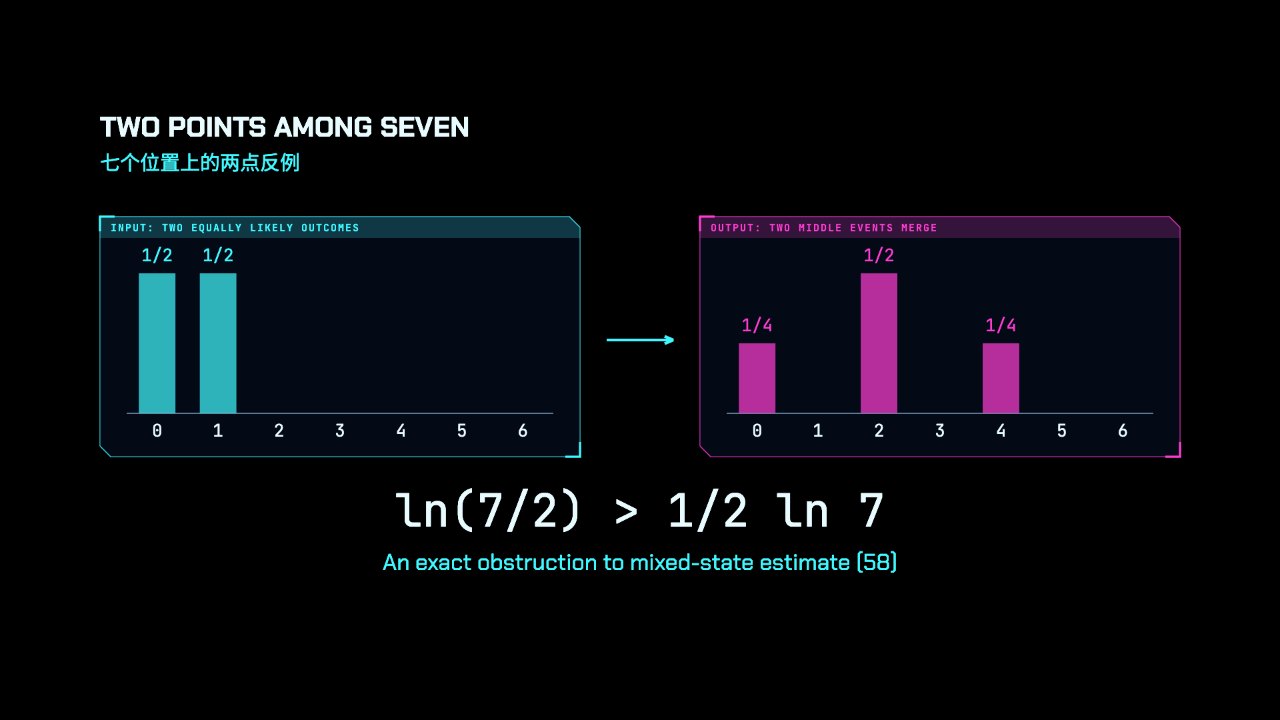 TWO POINTS AMONG SEVEN
七个位置上的两点反例
INPUT: TWO EQUALLY LIKELY OUTCOMES
1/2 1/2
0 1 2 3 4 5 6
OUTPUT: TWO MIDDLE EVENTS MERGE
1/2
1/4 1/4
0 1 2 3 4 5 6
ln(7/2) > 1/2 ln 7
An exact obstruction to mixed-state estimate (58)